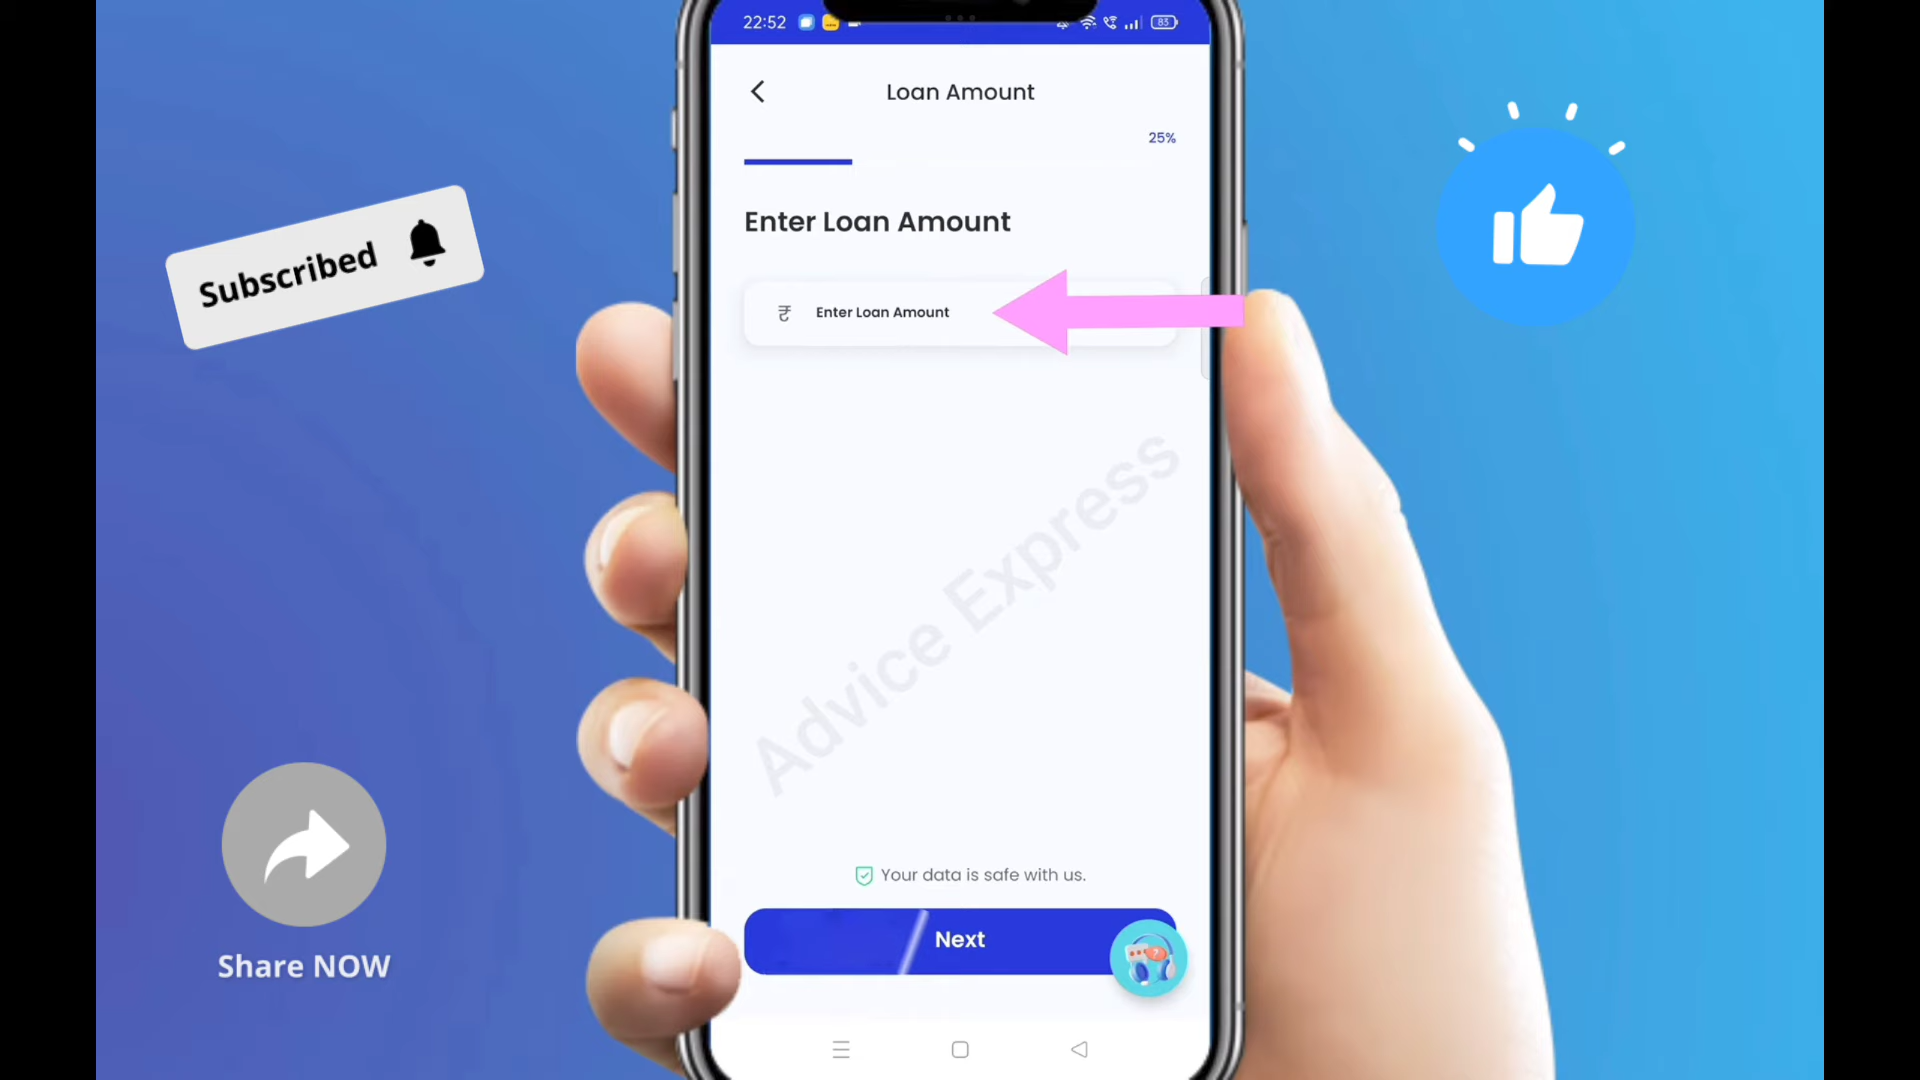 22:52
83
Loan Amount
25%
Enter Loan Amount
₹ Enter Loan Amount
Subscribed
Advice Express
Your data is safe with us.
Next
Share NOW